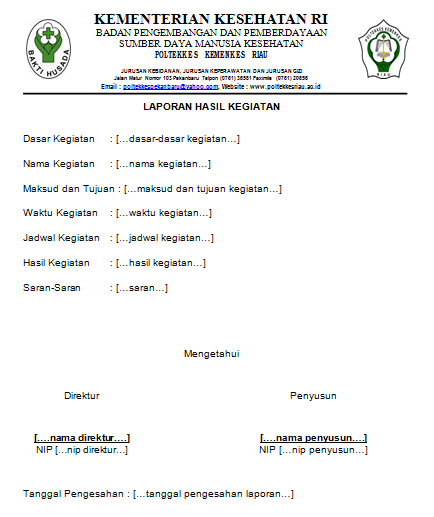 KEMENTERIAN KESEHATAN RI
BADAN PENGEMBANGAN DAN PEMBERDAYAAN
SUMBER DAYA MANUSIA KESEHATAN
POLTEKKES KEMENKES RIAU
JURUSAN KEBIDANAN, JURUSAN KEPERAWATAN DAN JURUSAN GIZI
Jalan Melur Nomor 103 Pekanbaru Telpon (0761) 36581 Faximile (0761) 20656
Email : poltekkespekanbaru@yahoo.com, Website : www.poltekkesriau.ac.id
BAKTI HUSADA
RIAU
LAPORAN HASIL KEGIATAN
Dasar Kegiatan : [...dasar-dasar kegiatan...]
Nama Kegiatan : [...nama kegiatan...]
Maksud dan Tujuan : [...maksud dan tujuan kegiatan...]
Waktu Kegiatan : [...waktu kegiatan...]
Jadwal Kegiatan : [...jadwal kegiatan...]
Hasil Kegiatan : [...hasil kegiatan...]
Saran-Saran : [...saran...]
Mengetahui
Direktur Penyusun
[....nama direktur....] [....nama penyusun....]
NIP [...nip direktur...] NIP [...nip penyusun...]
Tanggal Pengesahan : [...tanggal pengesahan laporan...]